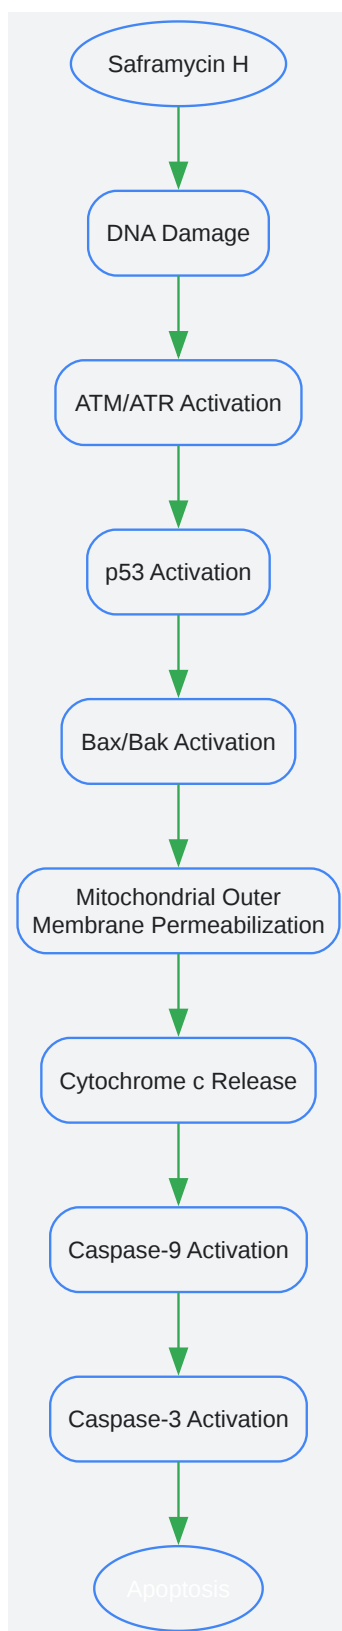 Saframycin H
DNA Damage
ATM/ATR Activation
p53 Activation
Bax/Bak Activation
Mitochondrial Outer
Membrane Permeabilization
Cytochrome c Release
Caspase-9 Activation
Caspase-3 Activation
Apoptosis